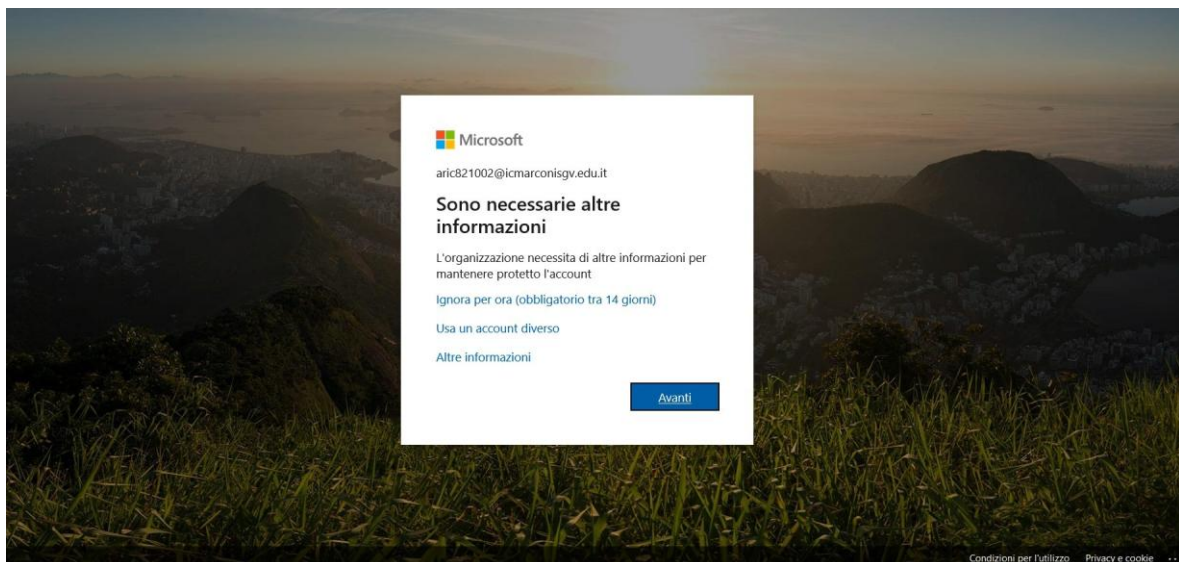 Microsoft
aric821002@icmarconisgv.edu.it
Sono necessarie altre
informazioni
L'organizzazione necessita di altre informazioni per
mantenere protetto l'account
Ignora per ora (obbligatorio tra 14 giorni)
Usa un account diverso
Altre informazioni
Avanti
Condizioni per l'utilizzo Privacy e cookie